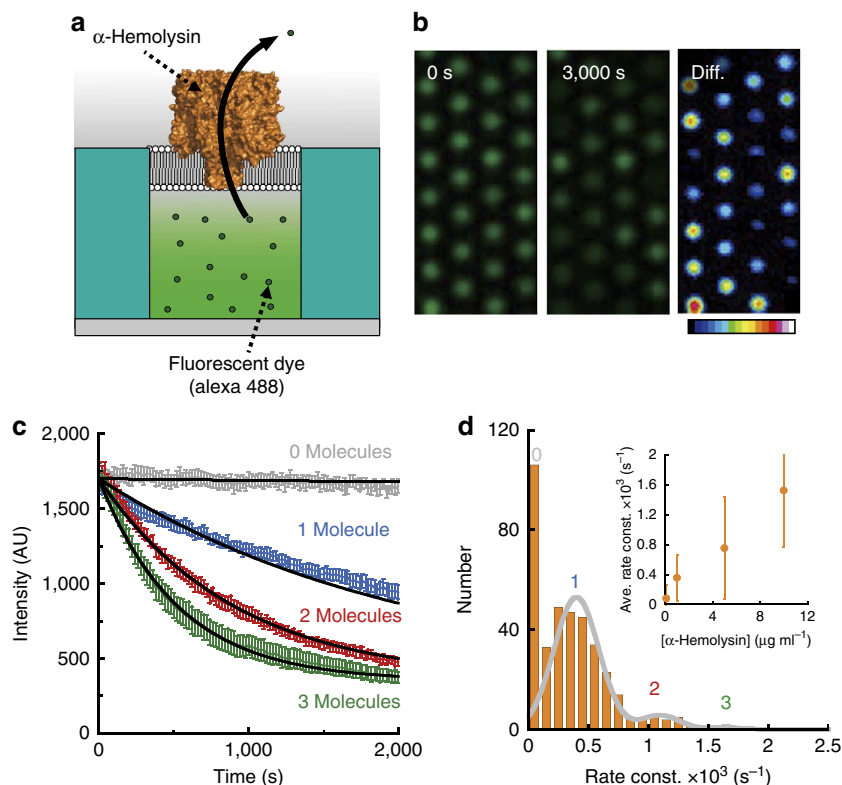 a
α-Hemolysin
Fluorescent dye
(alexa 488)
b
0 s
3,000 s
Diff.
c
2,000
1,500
1,000
500
0
Intensity (AU)
0 Molecules
1 Molecule
2 Molecules
3 Molecules
0
1,000
2,000
Time (s)
d
120
80
40
0
Number
0
1
2
3
0
0.5
1.0
1.5
2.0
2.5
Rate const. ×10³ (s⁻¹)
2
1.6
1.2
0.8
0.4
0
Ave. rate const. ×10³ (s⁻¹)
0
4
8
12
[α-Hemolysin] (μg ml⁻¹)